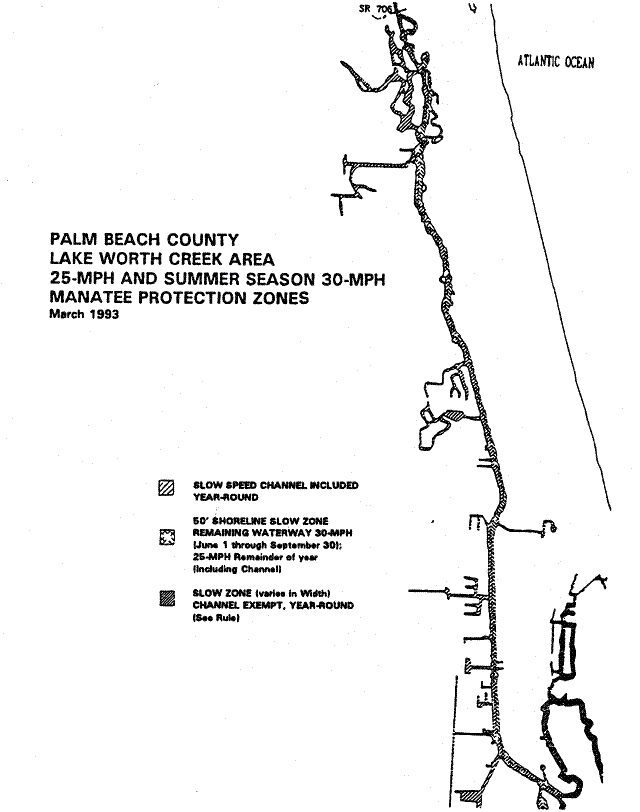 SR 706
ATLANTIC OCEAN
PALM BEACH COUNTY
LAKE WORTH CREEK AREA
25-MPH AND SUMMER SEASON 30-MPH
MANATEE PROTECTION ZONES
March 1993
SLOW SPEED CHANNEL INCLUDED
YEAR-ROUND
50' SHORELINE SLOW ZONE
REMAINING WATERWAY 30-MPH
(June 1 through September 30);
25-MPH Remainder of year
(Including Channel)
SLOW ZONE (varies in Width)
CHANNEL EXEMPT, YEAR-ROUND
(See Rule)